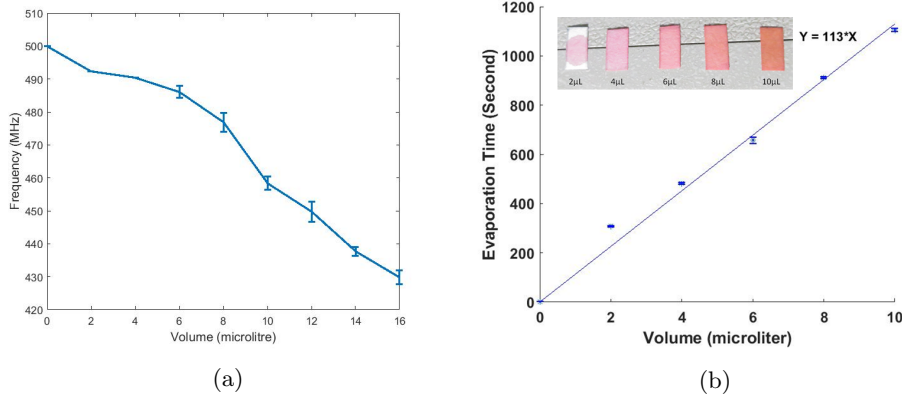 510
500
490
480
470
460
450
440
430
420
0 2 4 6 8 10 12 14 16
Frequency (MHz)
Volume (microlitre)
(a)
1200
1000
800
600
400
200
0
0 2 4 6 8 10
Evaporation Time (Second)
Volume (microliter)
Y = 113*X
2μL 4μL 6μL 8μL 10μL
(b)